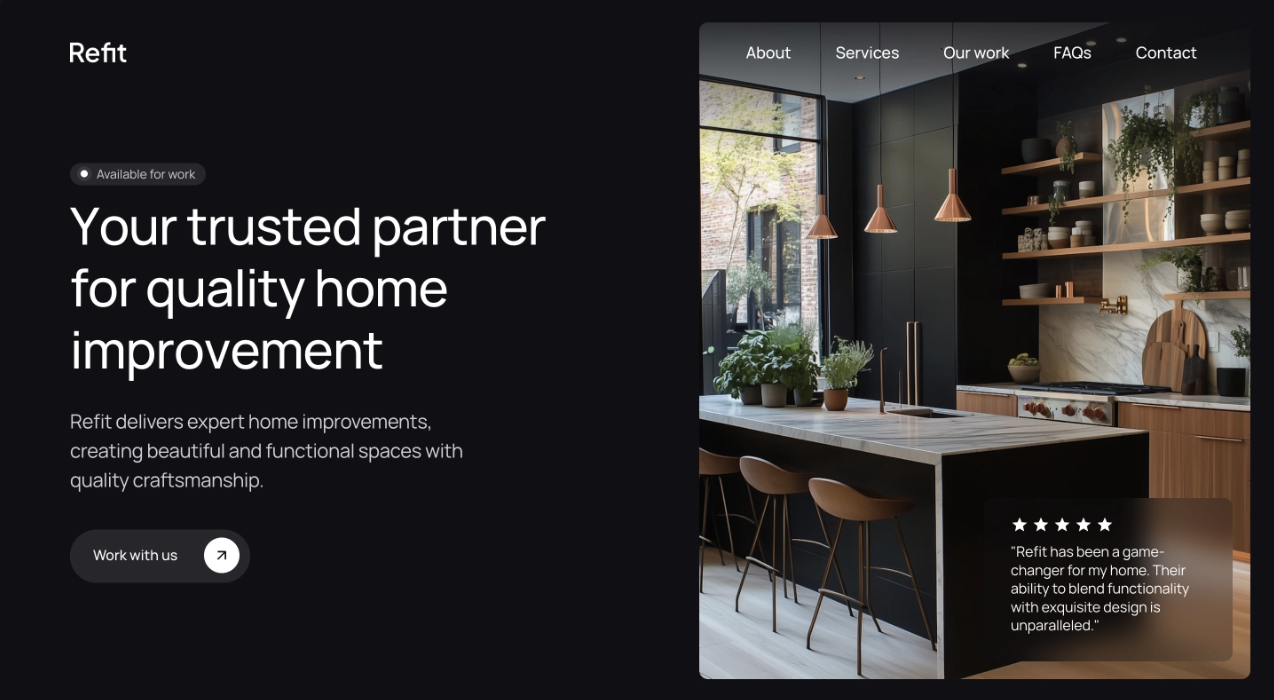 Refit
About
Services
Our work
FAQs
Contact
Available for work
Your trusted partner
for quality home
improvement
Refit delivers expert home improvements,
creating beautiful and functional spaces with
quality craftsmanship.
Work with us
"Refit has been a game-
changer for my home. Their
ability to blend functionality
with exquisite design is
unparalleled."